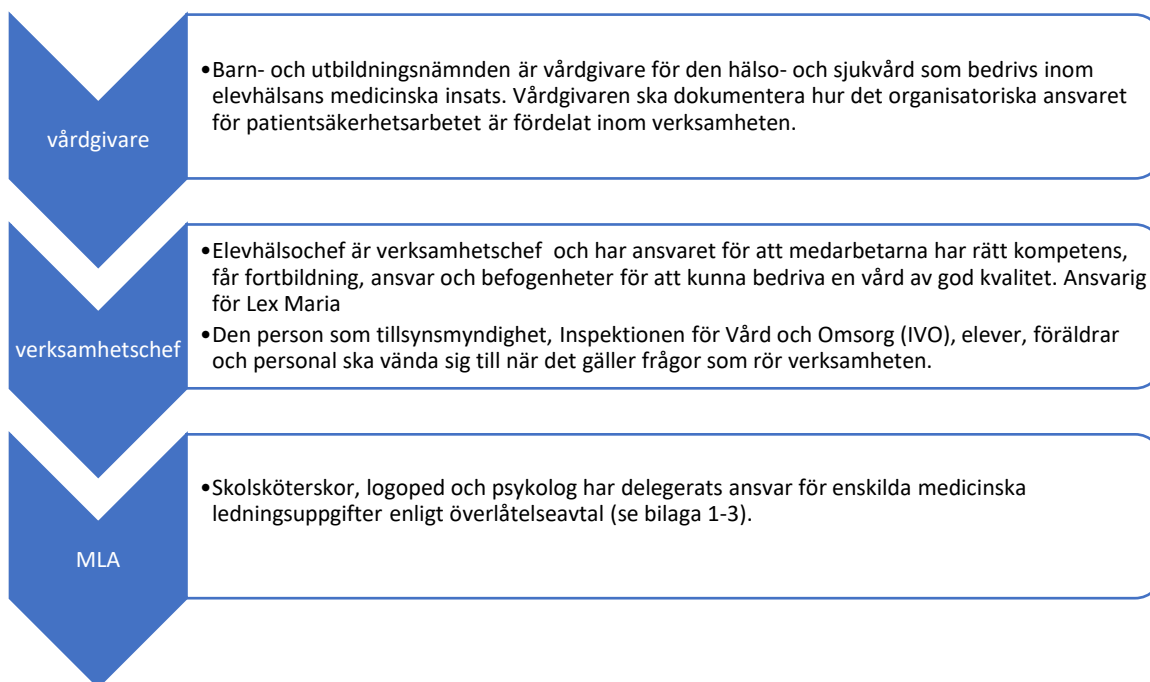 vårdgivare
•Barn- och utbildningsnämnden är vårdgivare för den hälso- och sjukvård som bedrivs inom
elevhälsans medicinska insats. Vårdgivaren ska dokumentera hur det organisatoriska ansvaret
för patientsäkerhetsarbetet är fördelat inom verksamheten.
verksamhetschef
•Elevhälsochef är verksamhetschef  och har ansvaret för att medarbetarna har rätt kompetens,
får fortbildning, ansvar och befogenheter för att kunna bedriva en vård av god kvalitet. Ansvarig
för Lex Maria
•Den person som tillsynsmyndighet, Inspektionen för Vård och Omsorg (IVO), elever, föräldrar
och personal ska vända sig till när det gäller frågor som rör verksamheten.
MLA
•Skolsköterskor, logoped och psykolog har delegerats ansvar för enskilda medicinska
ledningsuppgifter enligt överlåtelseavtal (se bilaga 1-3).